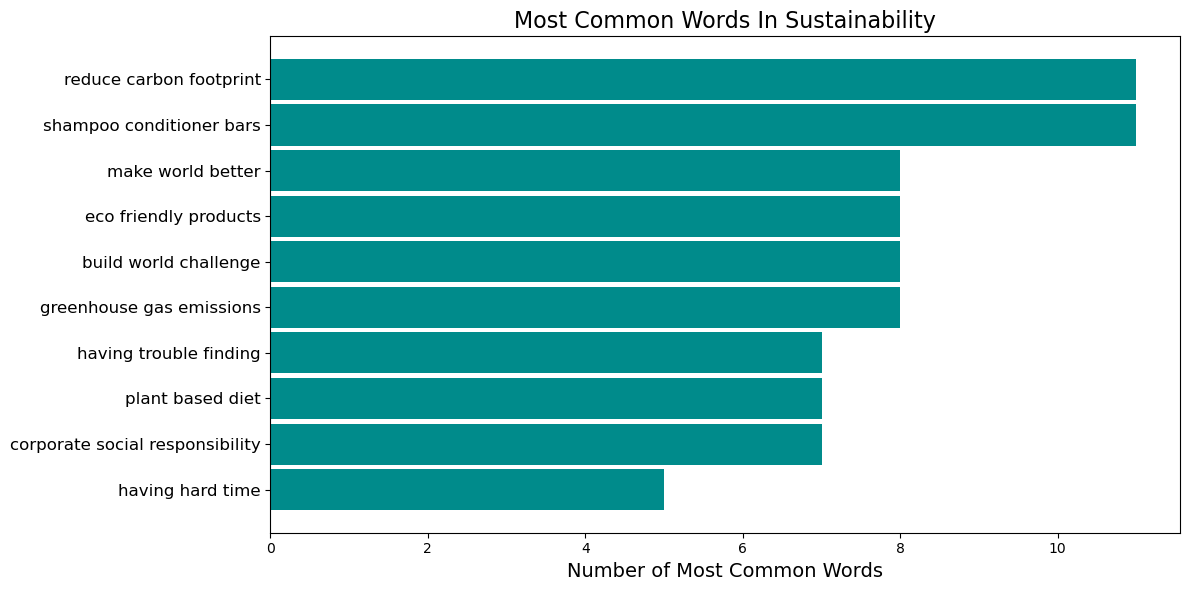 Most Common Words In Sustainability
reduce carbon footprint
shampoo conditioner bars
make world better
eco friendly products
build world challenge
greenhouse gas emissions
having trouble finding
plant based diet
corporate social responsibility
having hard time
0 2 4 6 8 10
Number of Most Common Words